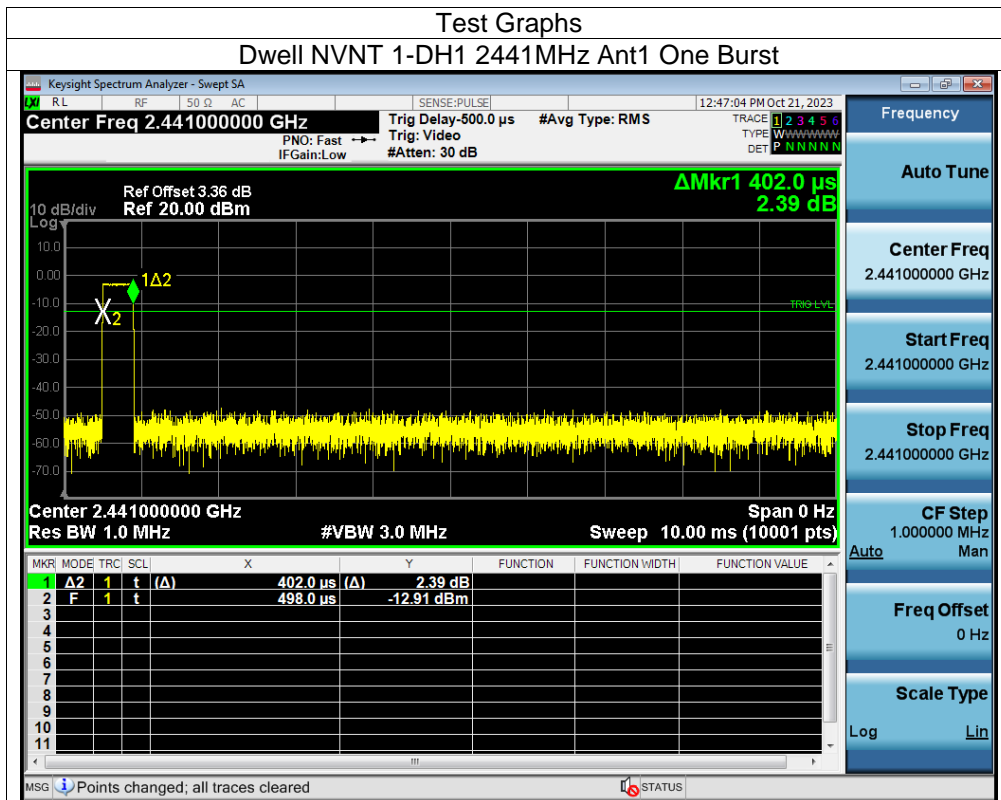 Test Graphs
Dwell NVNT 1-DH1 2441MHz Ant1 One Burst
Keysight Spectrum Analyzer - Swept SA
LXI RL RF 50 Ω AC SENSE:PULSE 12:47:04 PM Oct 21, 2023
Center Freq 2.441000000 GHz
PNO: Fast
IFGain:Low
Trig Delay-500.0 µs
Trig: Video
#Atten: 30 dB
#Avg Type: RMS
TRACE 1 2 3 4 5 6
TYPE WWWWWWW
DET P N N N N N
ΔMkr1 402.0 µs
2.39 dB
Ref Offset 3.36 dB
10 dB/div Ref 20.00 dBm
Log
10.0
0.00
-10.0
-20.0
-30.0
-40.0
-50.0
-60.0
-70.0
1Δ2
X2
TRIG LVL
Center 2.441000000 GHz Span 0 Hz
Res BW 1.0 MHz #VBW 3.0 MHz Sweep 10.00 ms (10001 pts)
MKR MODE TRC SCL X Y FUNCTION FUNCTION WIDTH FUNCTION VALUE
1 Δ2 1 t (Δ) 402.0 µs (Δ) 2.39 dB
2 F 1 t 498.0 µs -12.91 dBm
3
4
5
6
7
8
9
10
11
MSG Points changed; all traces cleared STATUS
Frequency
Auto Tune
Center Freq
2.441000000 GHz
Start Freq
2.441000000 GHz
Stop Freq
2.441000000 GHz
CF Step
1.000000 MHz
Auto Man
Freq Offset
0 Hz
Scale Type
Log Lin